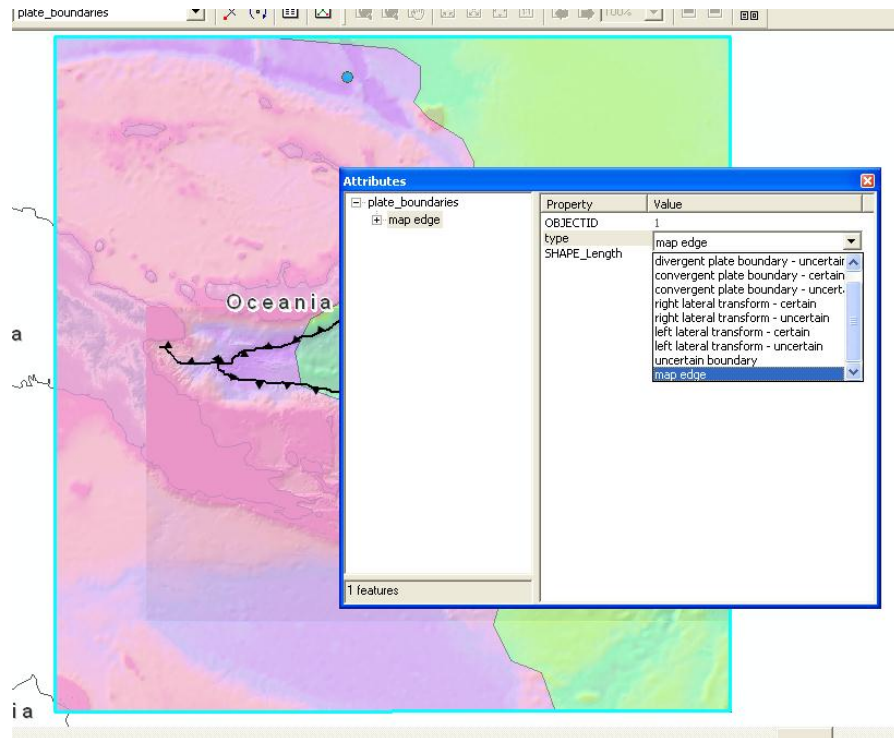 plate_boundaries
100%
Attributes
plate_boundaries
map edge
Property Value
OBJECTID 1
type map edge
SHAPE_Length
divergent plate boundary - uncertair
convergent plate boundary - certain
convergent plate boundary - uncert
right lateral transform - certain
right lateral transform - uncertain
left lateral transform - certain
left lateral transform - uncertain
uncertain boundary
map edge
Oceania
a
1 features
ia